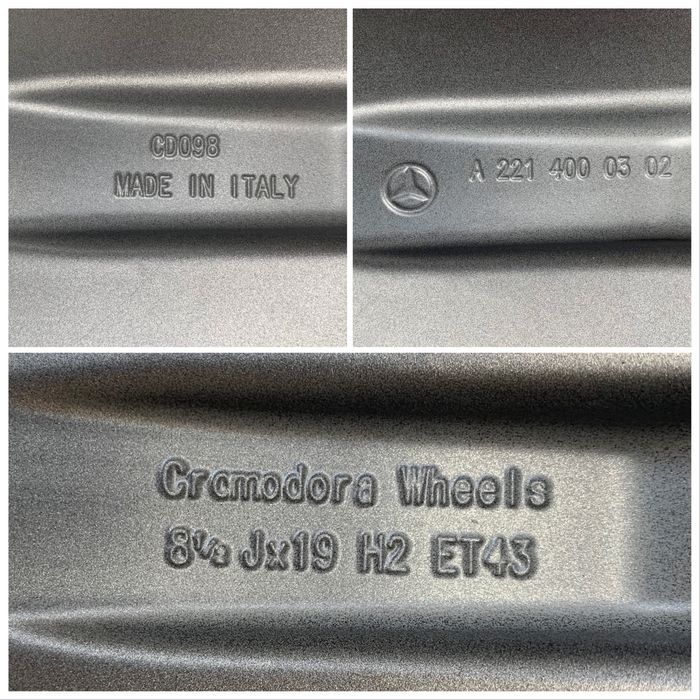 CD098
MADE IN ITALY
A 221 400 03 02
Cromodora Wheels
8½ Jx19 H2 ET43